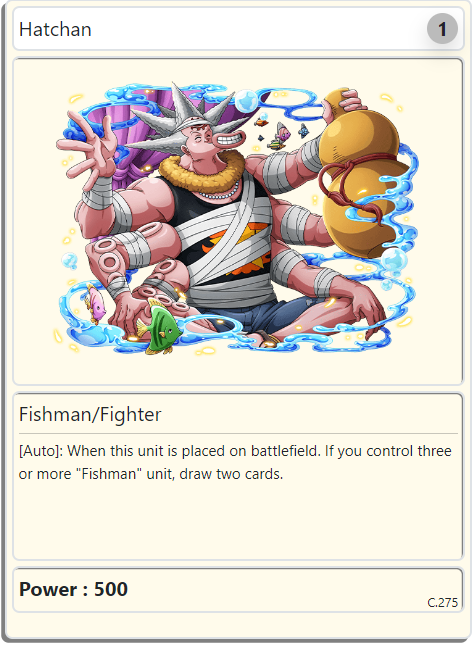 Hatchan
1
Fishman/Fighter
[Auto]: When this unit is placed on battlefield. If you control three
or more "Fishman" unit, draw two cards.
Power : 500
C.275